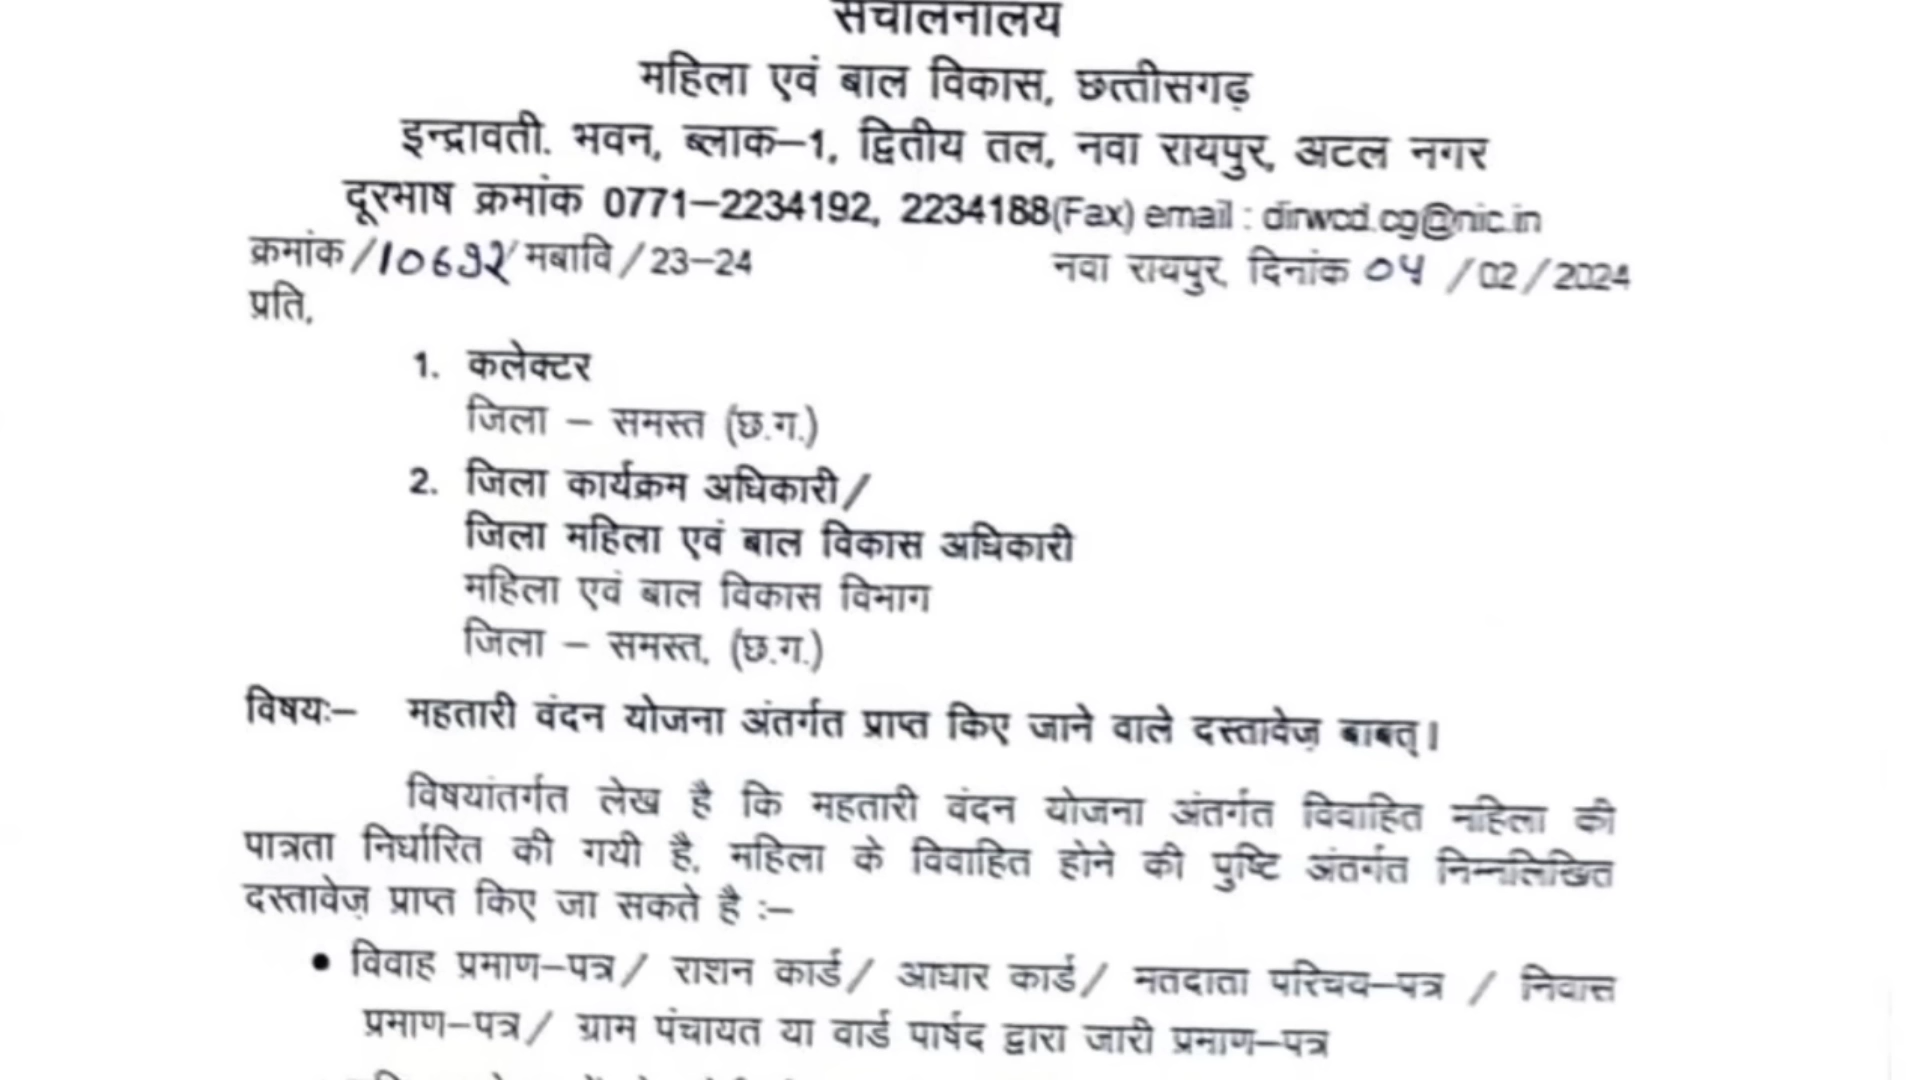 संचालनालय
महिला एवं बाल विकास, छत्तीसगढ़
इन्द्रावती. भवन, ब्लाक–1, द्वितीय तल, नवा रायपुर, अटल नगर
दूरभाष क्रमांक 0771–2234192, 2234188(Fax) email : dirwcd.cg@nic.in
क्रमांक /10692/ मबावि /23–24 नवा रायपुर, दिनांक 04 /02/2024
प्रति,
1. कलेक्टर
जिला – समस्त (छ.ग.)
2. जिला कार्यक्रम अधिकारी/
जिला महिला एवं बाल विकास अधिकारी
महिला एवं बाल विकास विभाग
जिला – समस्त, (छ.ग.)
विषयः– महतारी वंदन योजना अंतर्गत प्राप्त किए जाने वाले दस्तावेज़ बाबत्।
विषयांतर्गत लेख है कि महतारी वंदन योजना अंतर्गत विवाहित महिला की
पात्रता निर्धारित की गयी है, महिला के विवाहित होने की पुष्टि अंतर्गत निम्नलिखित
दस्तावेज़ प्राप्त किए जा सकते है :–
• विवाह प्रमाण–पत्र/ राशन कार्ड/ आधार कार्ड/ मतदाता परिचय–पत्र / निवास
प्रमाण–पत्र/ ग्राम पंचायत या वार्ड पार्षद द्वारा जारी प्रमाण–पत्र